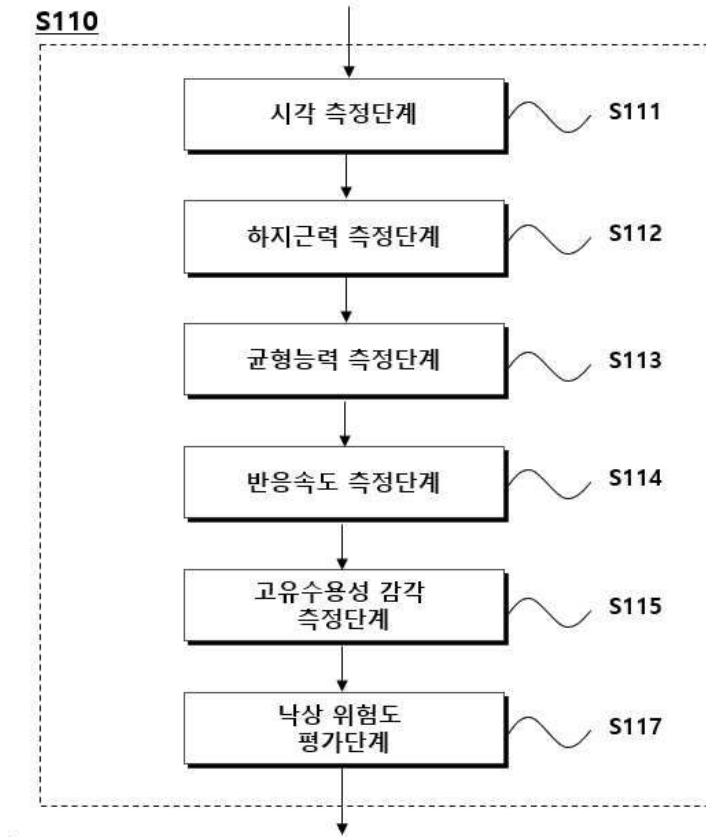 S110
시각 측정단계
S111
하지근력 측정단계
S112
균형능력 측정단계
S113
반응속도 측정단계
S114
고유수용성 감각
측정단계
S115
낙상 위험도
평가단계
S117